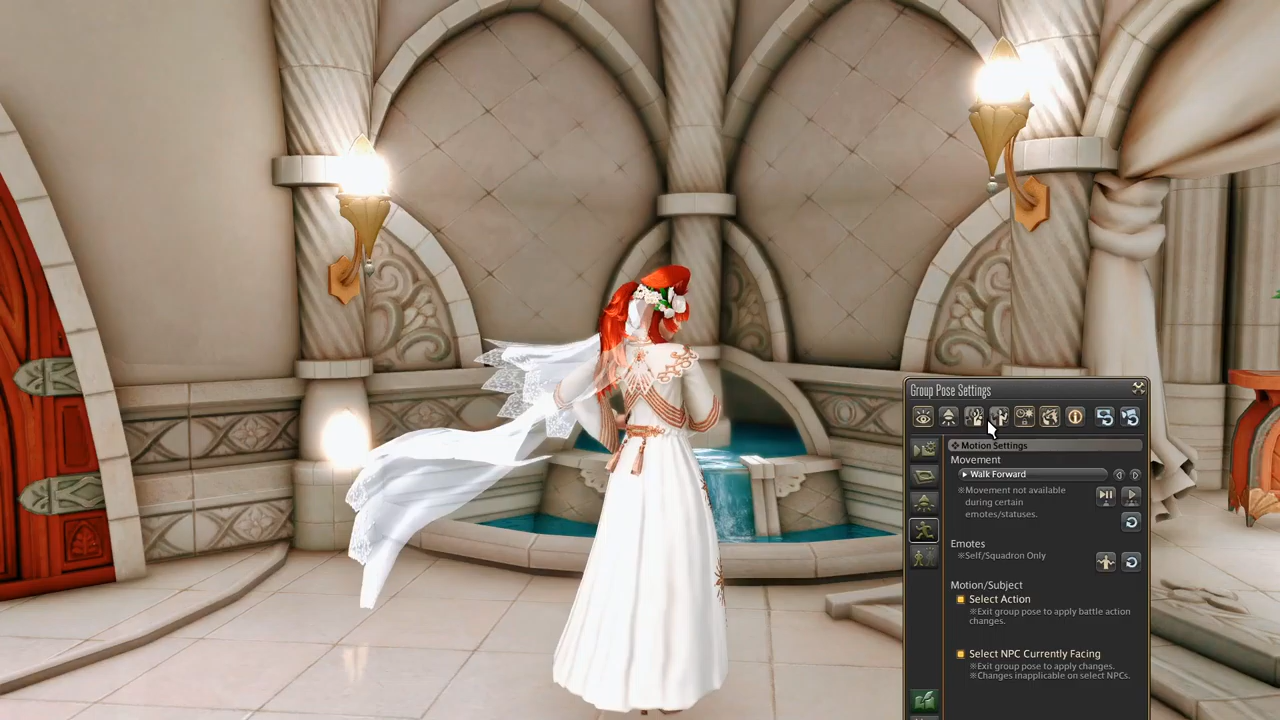 Group Pose Settings
Motion Settings
Movement
Walk Forward
※Movement not available
during certain
emotes/statuses.
Emotes
※Self/Squadron Only
Motion/Subject
Select Action
※Exit group pose to apply battle action
changes.
Select NPC Currently Facing
※Exit group pose to apply changes.
※Changes inapplicable on select NPCs.